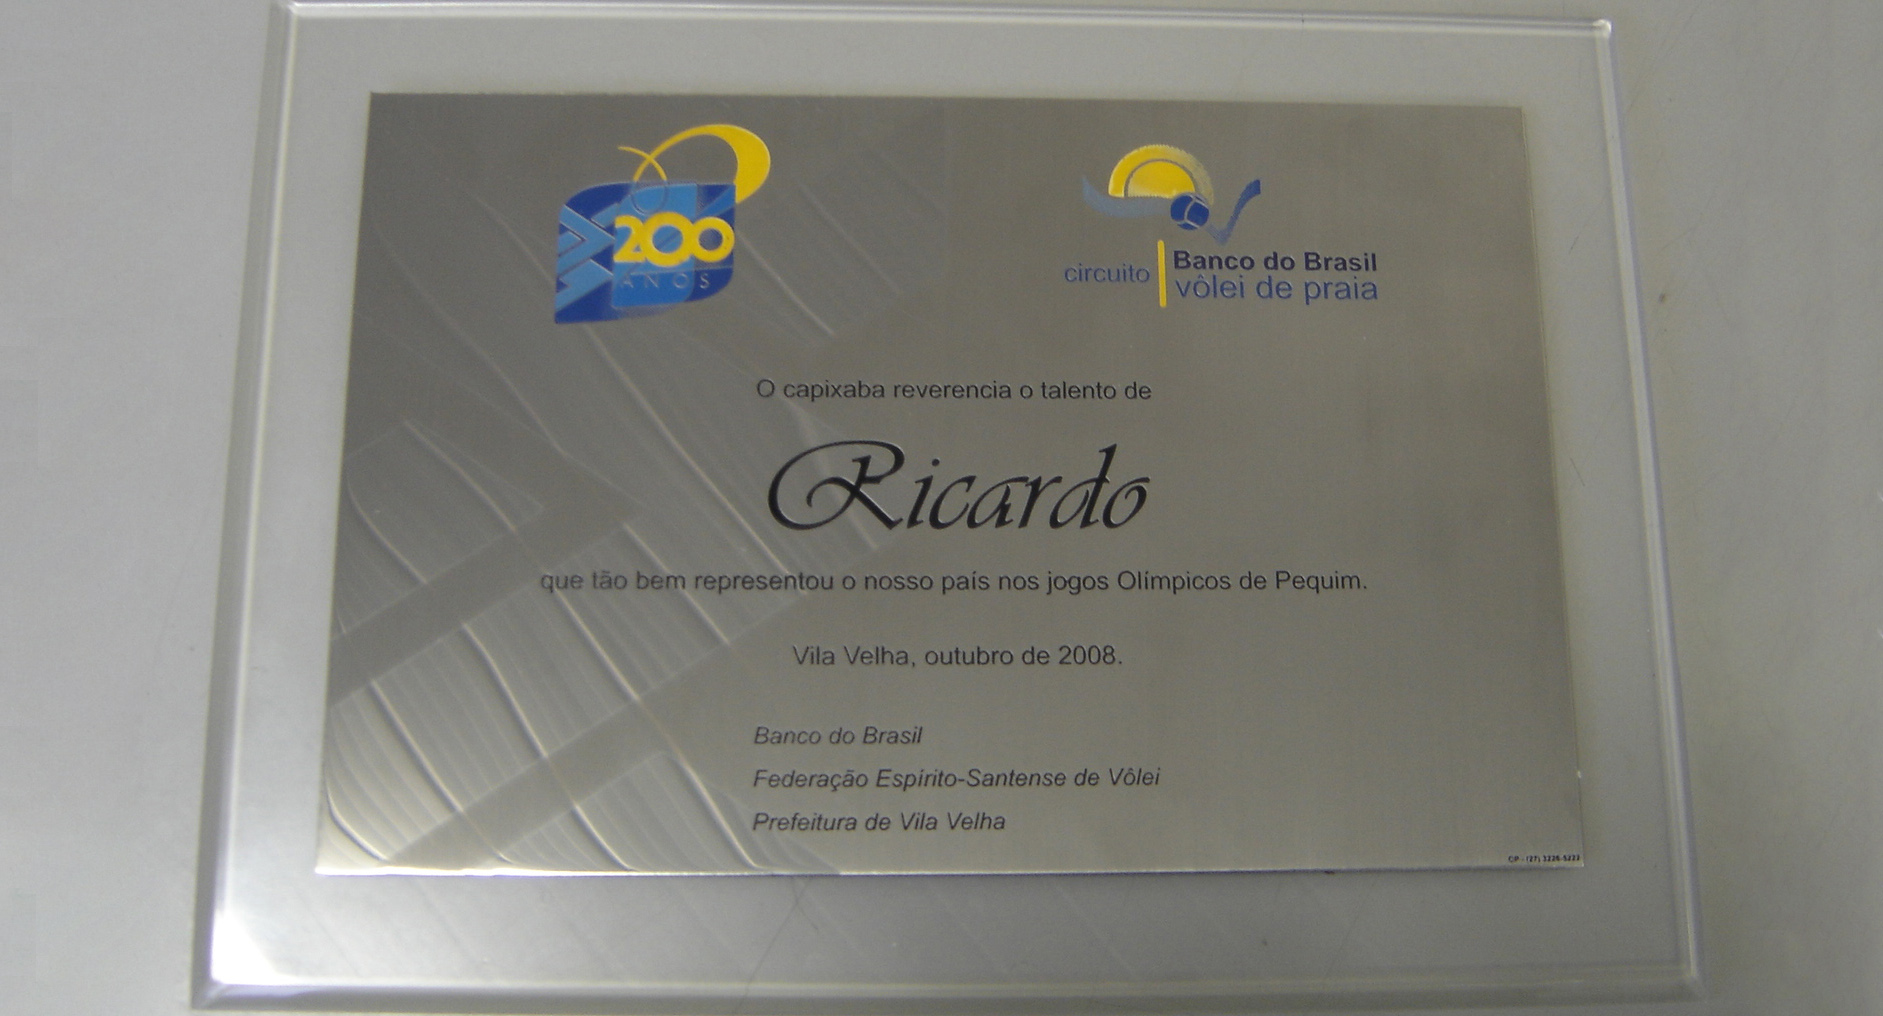 200
ANOS
circuito
Banco do Brasil
vôlei de praia
O capixaba reverencia o talento de
Ricardo
que tão bem representou o nosso país nos jogos Olímpicos de Pequim.
Vila Velha, outubro de 2008.
Banco do Brasil
Federação Espírito-Santense de Vôlei
Prefeitura de Vila Velha